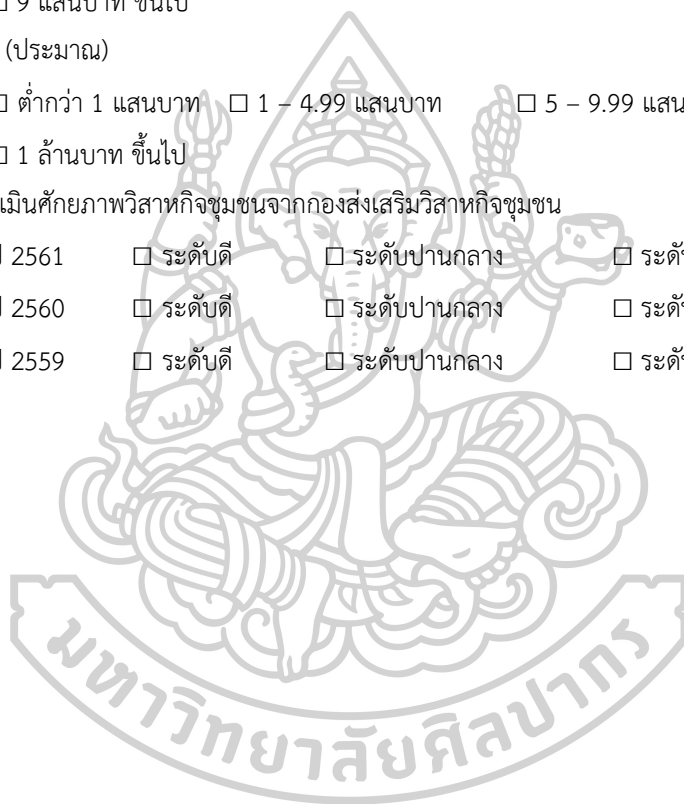 ☐ 9 แสนบาท ขึ้นไป
(ประมาณ)
☐ ต่ำกว่า 1 แสนบาท ☐ 1 – 4.99 แสนบาท ☐ 5 – 9.99 แสน
☐ 1 ล้านบาท ขึ้นไป
เมินศักยภาพวิสาหกิจชุมชนจากกองส่งเสริมวิสาหกิจชุมชน
2561 ☐ ระดับดี ☐ ระดับปานกลาง ☐ ระดับ
2560 ☐ ระดับดี ☐ ระดับปานกลาง ☐ ระดับ
2559 ☐ ระดับดี ☐ ระดับปานกลาง ☐ ระดับ
มหาวิทยาลัยศิลปากร